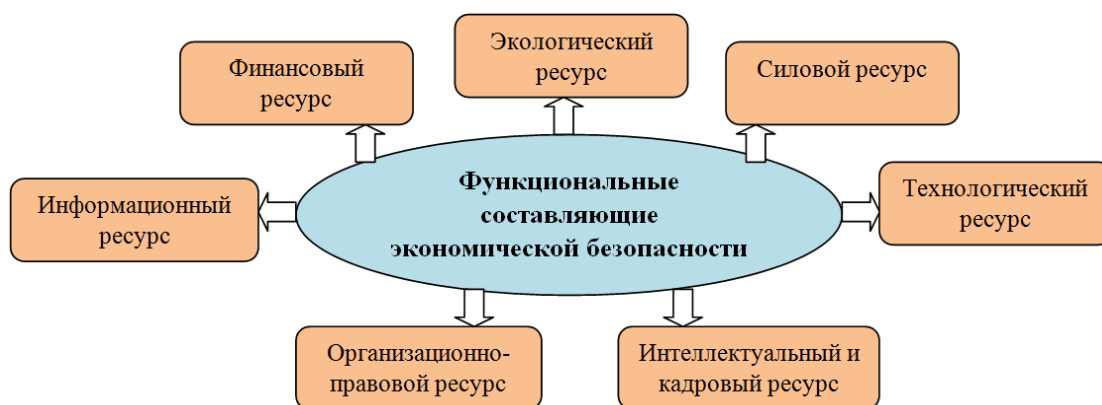 Экологический
ресурс
Финансовый
ресурс
Силовой ресурс
Функциональные
составляющие
экономической безопасности
Информационный
ресурс
Технологический
ресурс
Организационно-
правовой ресурс
Интеллектуальный и
кадровый ресурс